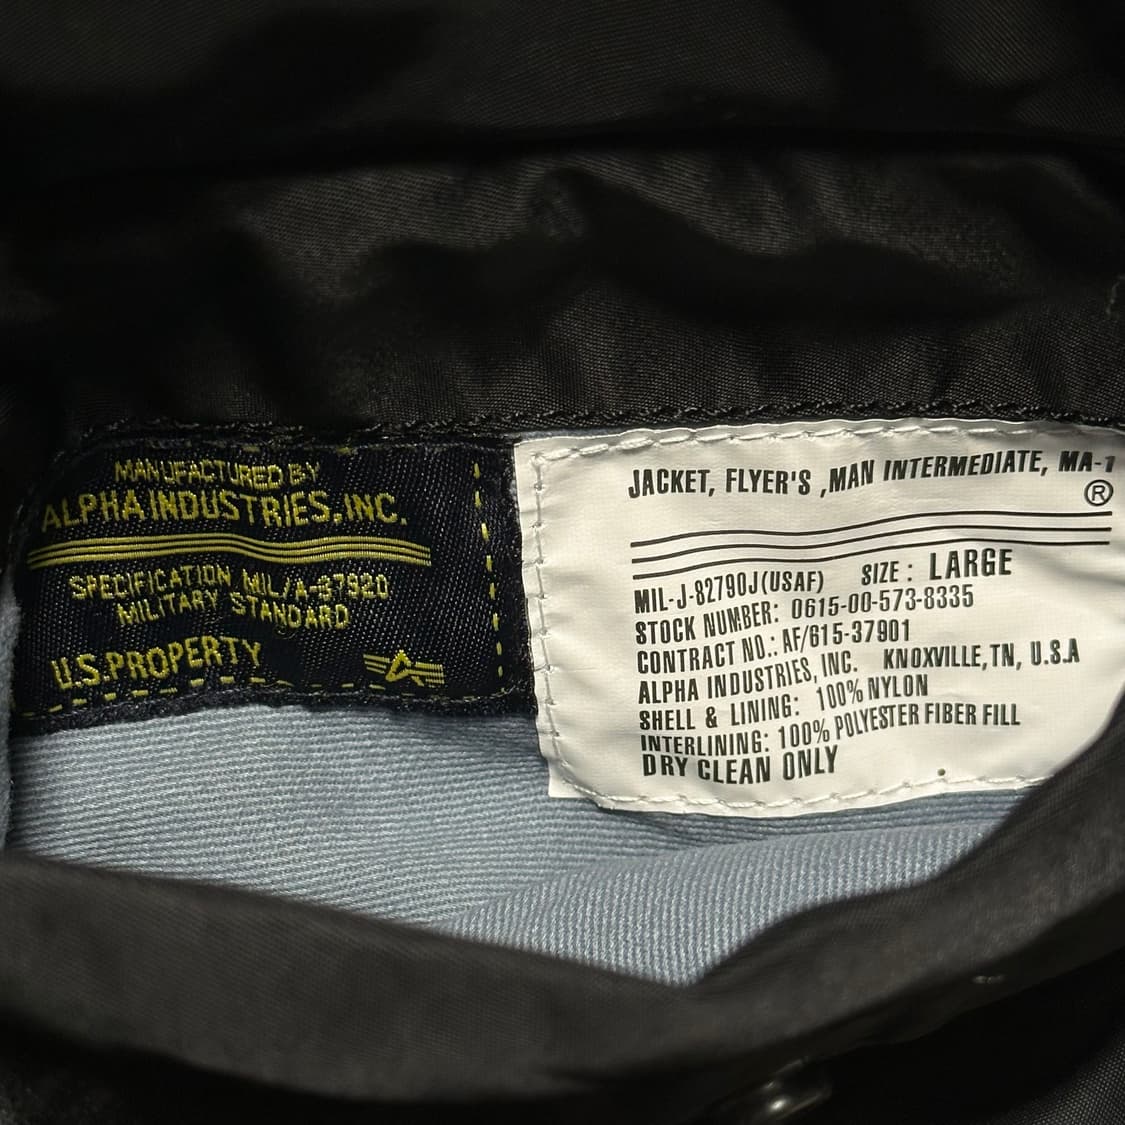 MANUFACTURED BY
ALPHA INDUSTRIES, INC.
SPECIFICATION MIL/A-87920
MILITARY STANDARD
U.S. PROPERTY
JACKET, FLYER'S ,MAN INTERMEDIATE, MA-1
®
MIL-J-82790J(USAF) SIZE : LARGE
STOCK NUMBER: 0615-00-573-8335
CONTRACT NO.: AF/615-37901
ALPHA INDUSTRIES, INC. KNOXVILLE, TN, U.S.A
SHELL & LINING: 100% NYLON
INTERLINING: 100% POLYESTER FIBER FILL
DRY CLEAN ONLY